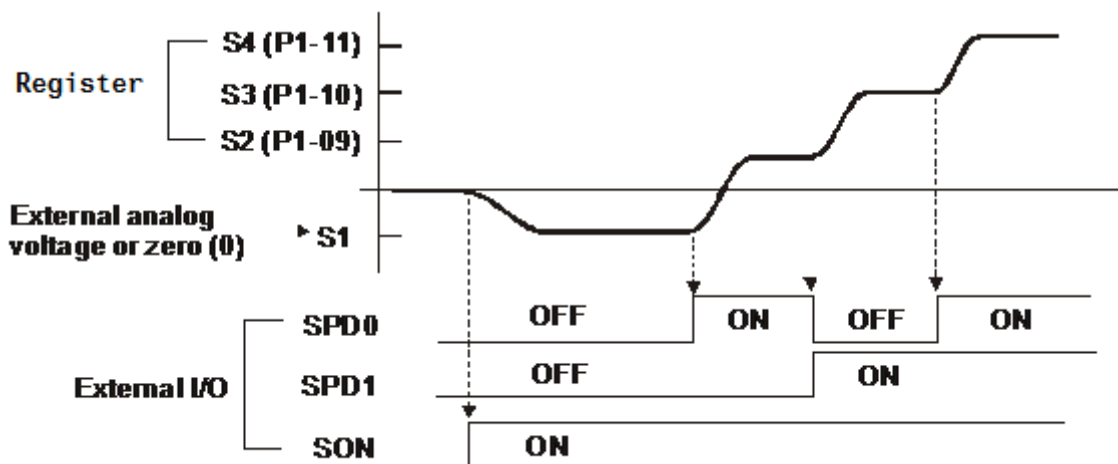 S4 (P1-11)
Register
S3 (P1-10)
S2 (P1-09)
External analog
voltage or zero (0)
S1
SPD0
OFF
ON
OFF
ON
External I/O
SPD1
OFF
ON
SON
ON